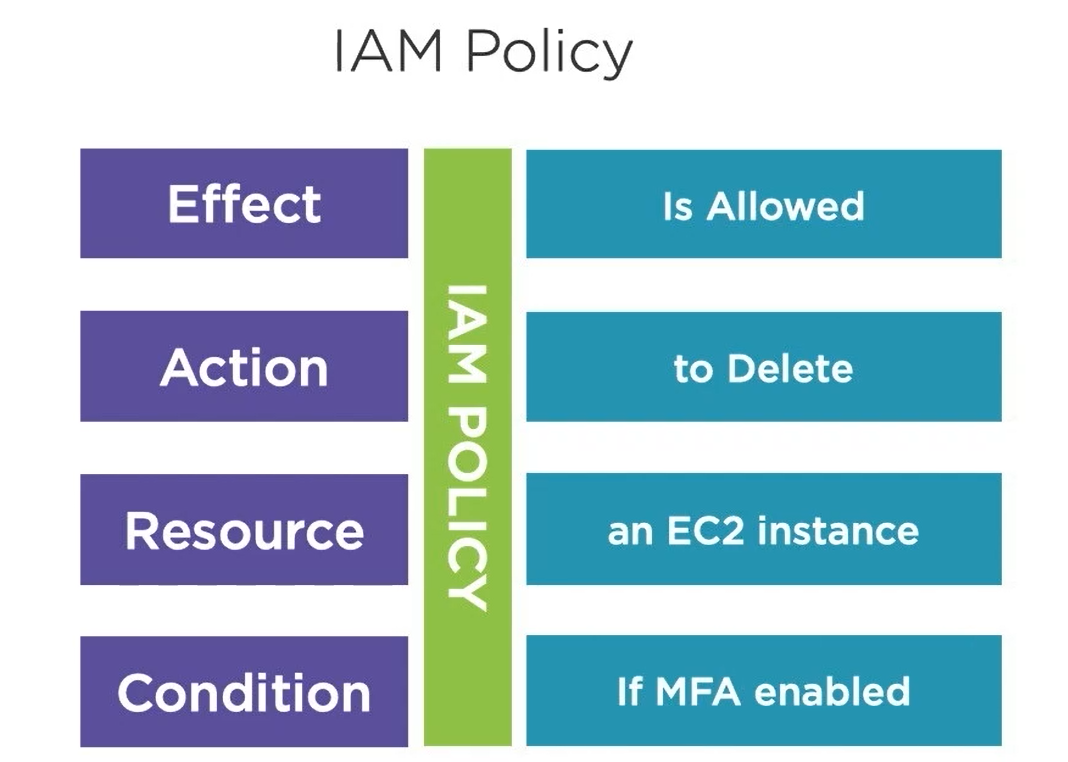 IAM Policy
Effect
Is Allowed
Action
to Delete
IAM POLICY
Resource
an EC2 instance
Condition
If MFA enabled